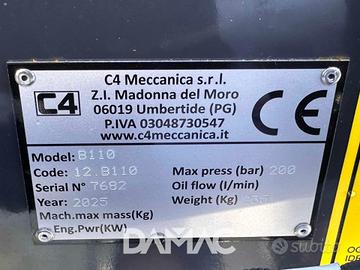 C4 Meccanica s.r.l.
Z.I. Madonna del Moro
06019 Umbertide (PG)
P.IVA 03048730547
www.c4meccanica.it
C4
CE
Model: B110
Code: 12.B110
Serial N° 7682
Year: 2025
Mach.max mass(Kg)
Eng.Pwr(KW)
Max press (bar) 200
Oil flow (l/min)
Weight (Kg)
DAMAC
subito